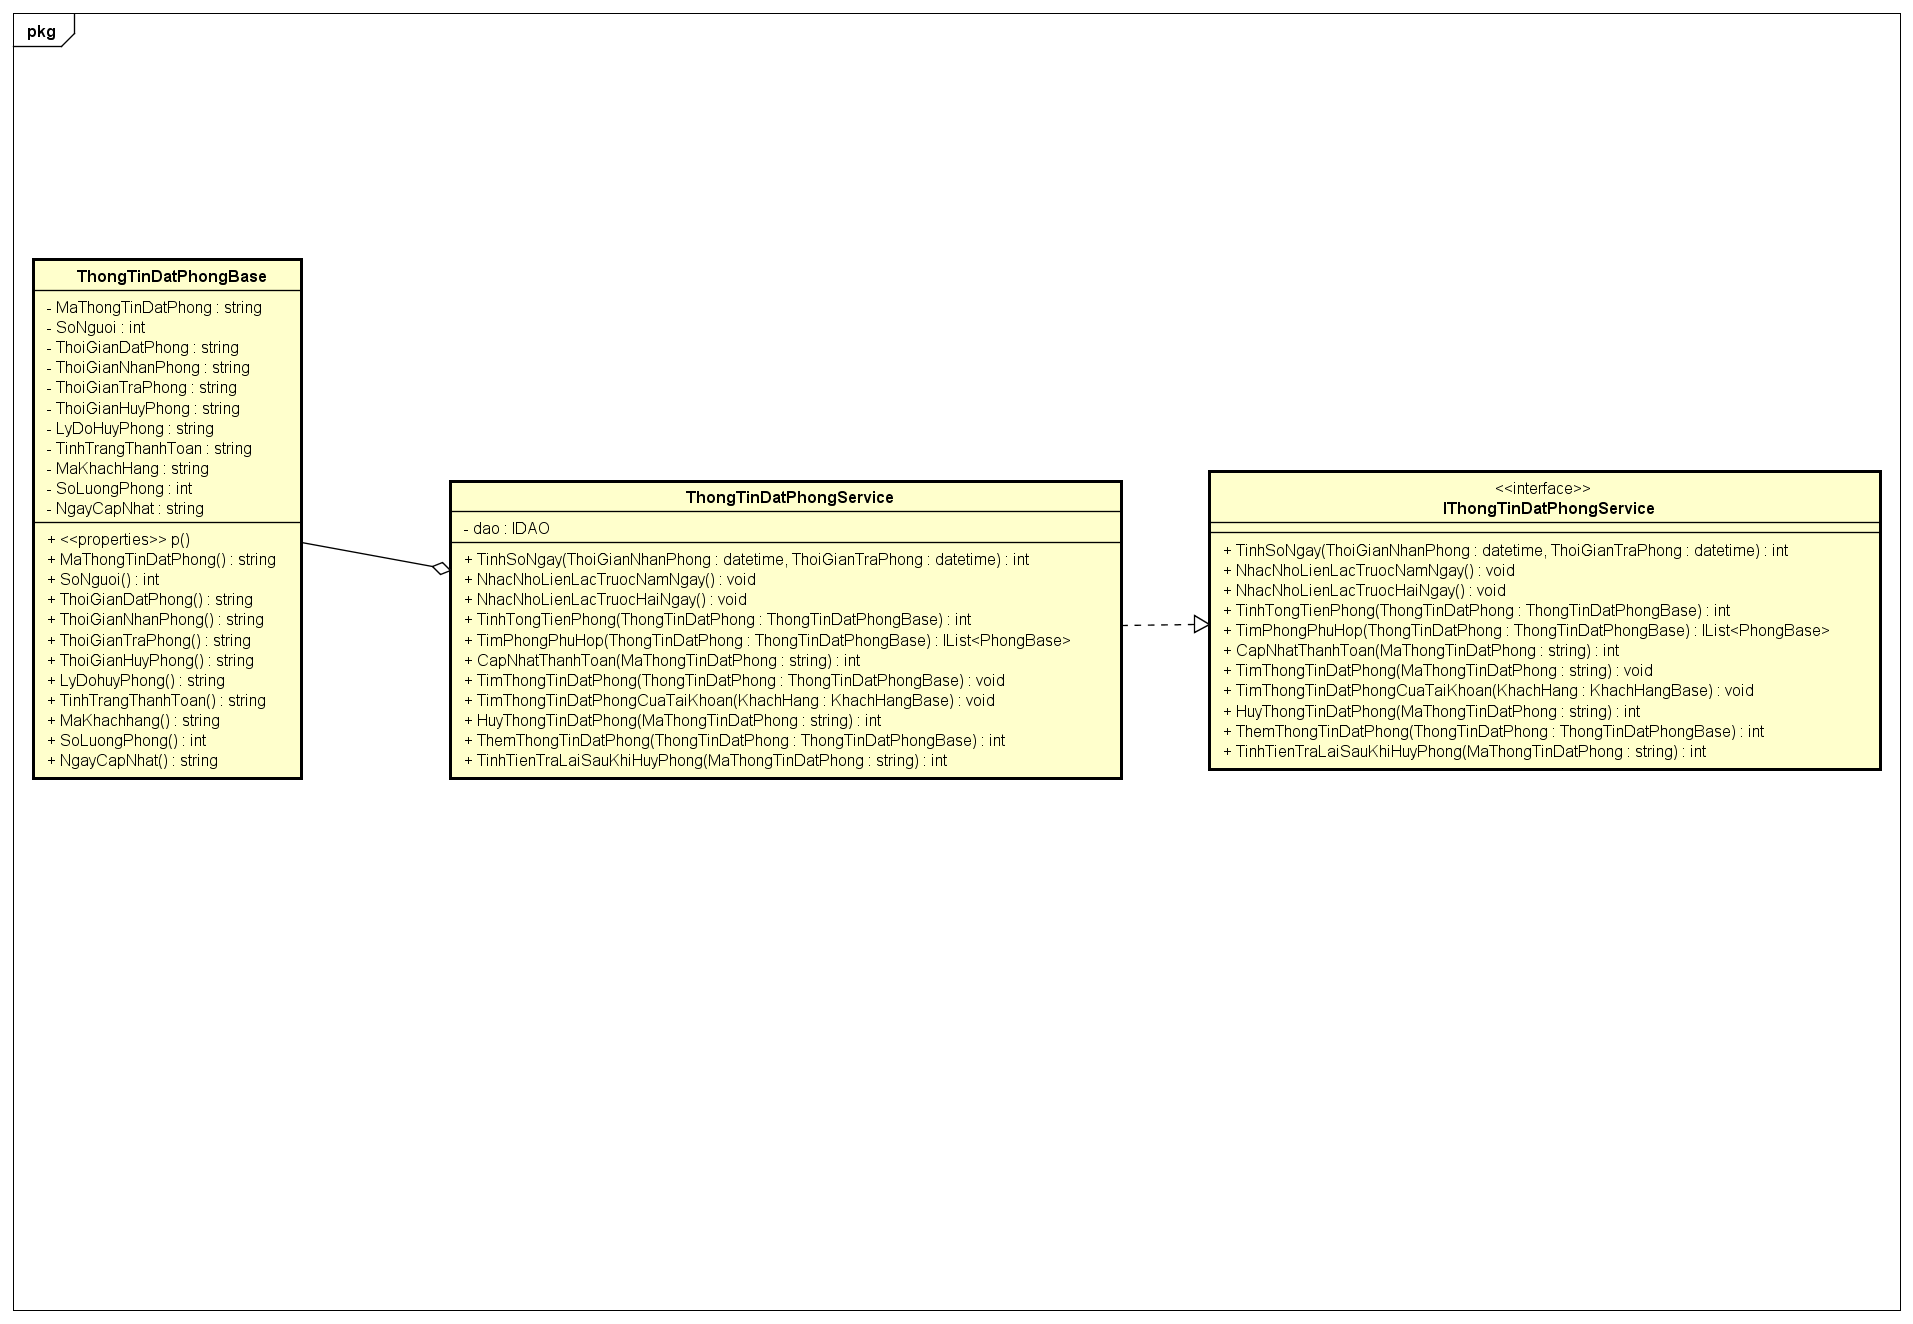 pkg
ThongTinDatPhongBase
- MaThongTinDatPhong : string
- SoNguoi : int
- ThoiGianDatPhong : string
- ThoiGianNhanPhong : string
- ThoiGianTraPhong : string
- ThoiGianHuyPhong : string
- LyDoHuyPhong : string
- TinhTrangThanhToan : string
- MaKhachHang : string
- SoLuongPhong : int
- NgayCapNhat : string
+ <<properties>> p()
+ MaThongTinDatPhong() : string
+ SoNguoi() : int
+ ThoiGianDatPhong() : string
+ ThoiGianNhanPhong() : string
+ ThoiGianTraPhong() : string
+ ThoiGianHuyPhong() : string
+ LyDohuyPhong() : string
+ TinhTrangThanhToan() : string
+ MaKhachhang() : string
+ SoLuongPhong() : int
+ NgayCapNhat() : string
ThongTinDatPhongService
- dao : IDAO
+ TinhSoNgay(ThoiGianNhanPhong : datetime, ThoiGianTraPhong : datetime) : int
+ NhacNhoLienLacTruocNamNgay() : void
+ NhacNhoLienLacTruocHaiNgay() : void
+ TinhTongTienPhong(ThongTinDatPhong : ThongTinDatPhongBase) : int
+ TimPhongPhuHop(ThongTinDatPhong : ThongTinDatPhongBase) : IList<PhongBase>
+ CapNhatThanhToan(MaThongTinDatPhong : string) : int
+ TimThongTinDatPhong(ThongTinDatPhong : ThongTinDatPhongBase) : void
+ TimThongTinDatPhongCuaTaiKhoan(KhachHang : KhachHangBase) : void
+ HuyThongTinDatPhong(MaThongTinDatPhong : string) : int
+ ThemThongTinDatPhong(ThongTinDatPhong : ThongTinDatPhongBase) : int
+ TinhTienTraLaiSauKhiHuyPhong(MaThongTinDatPhong : string) : int
<<interface>>
IThongTinDatPhongService
+ TinhSoNgay(ThoiGianNhanPhong : datetime, ThoiGianTraPhong : datetime) : int
+ NhacNhoLienLacTruocNamNgay() : void
+ NhacNhoLienLacTruocHaiNgay() : void
+ TinhTongTienPhong(ThongTinDatPhong : ThongTinDatPhongBase) : int
+ TimPhongPhuHop(ThongTinDatPhong : ThongTinDatPhongBase) : IList<PhongBase>
+ CapNhatThanhToan(MaThongTinDatPhong : string) : int
+ TimThongTinDatPhong(MaThongTinDatPhong : string) : void
+ TimThongTinDatPhongCuaTaiKhoan(KhachHang : KhachHangBase) : void
+ HuyThongTinDatPhong(MaThongTinDatPhong : string) : int
+ ThemThongTinDatPhong(ThongTinDatPhong : ThongTinDatPhongBase) : int
+ TinhTienTraLaiSauKhiHuyPhong(MaThongTinDatPhong : string) : int